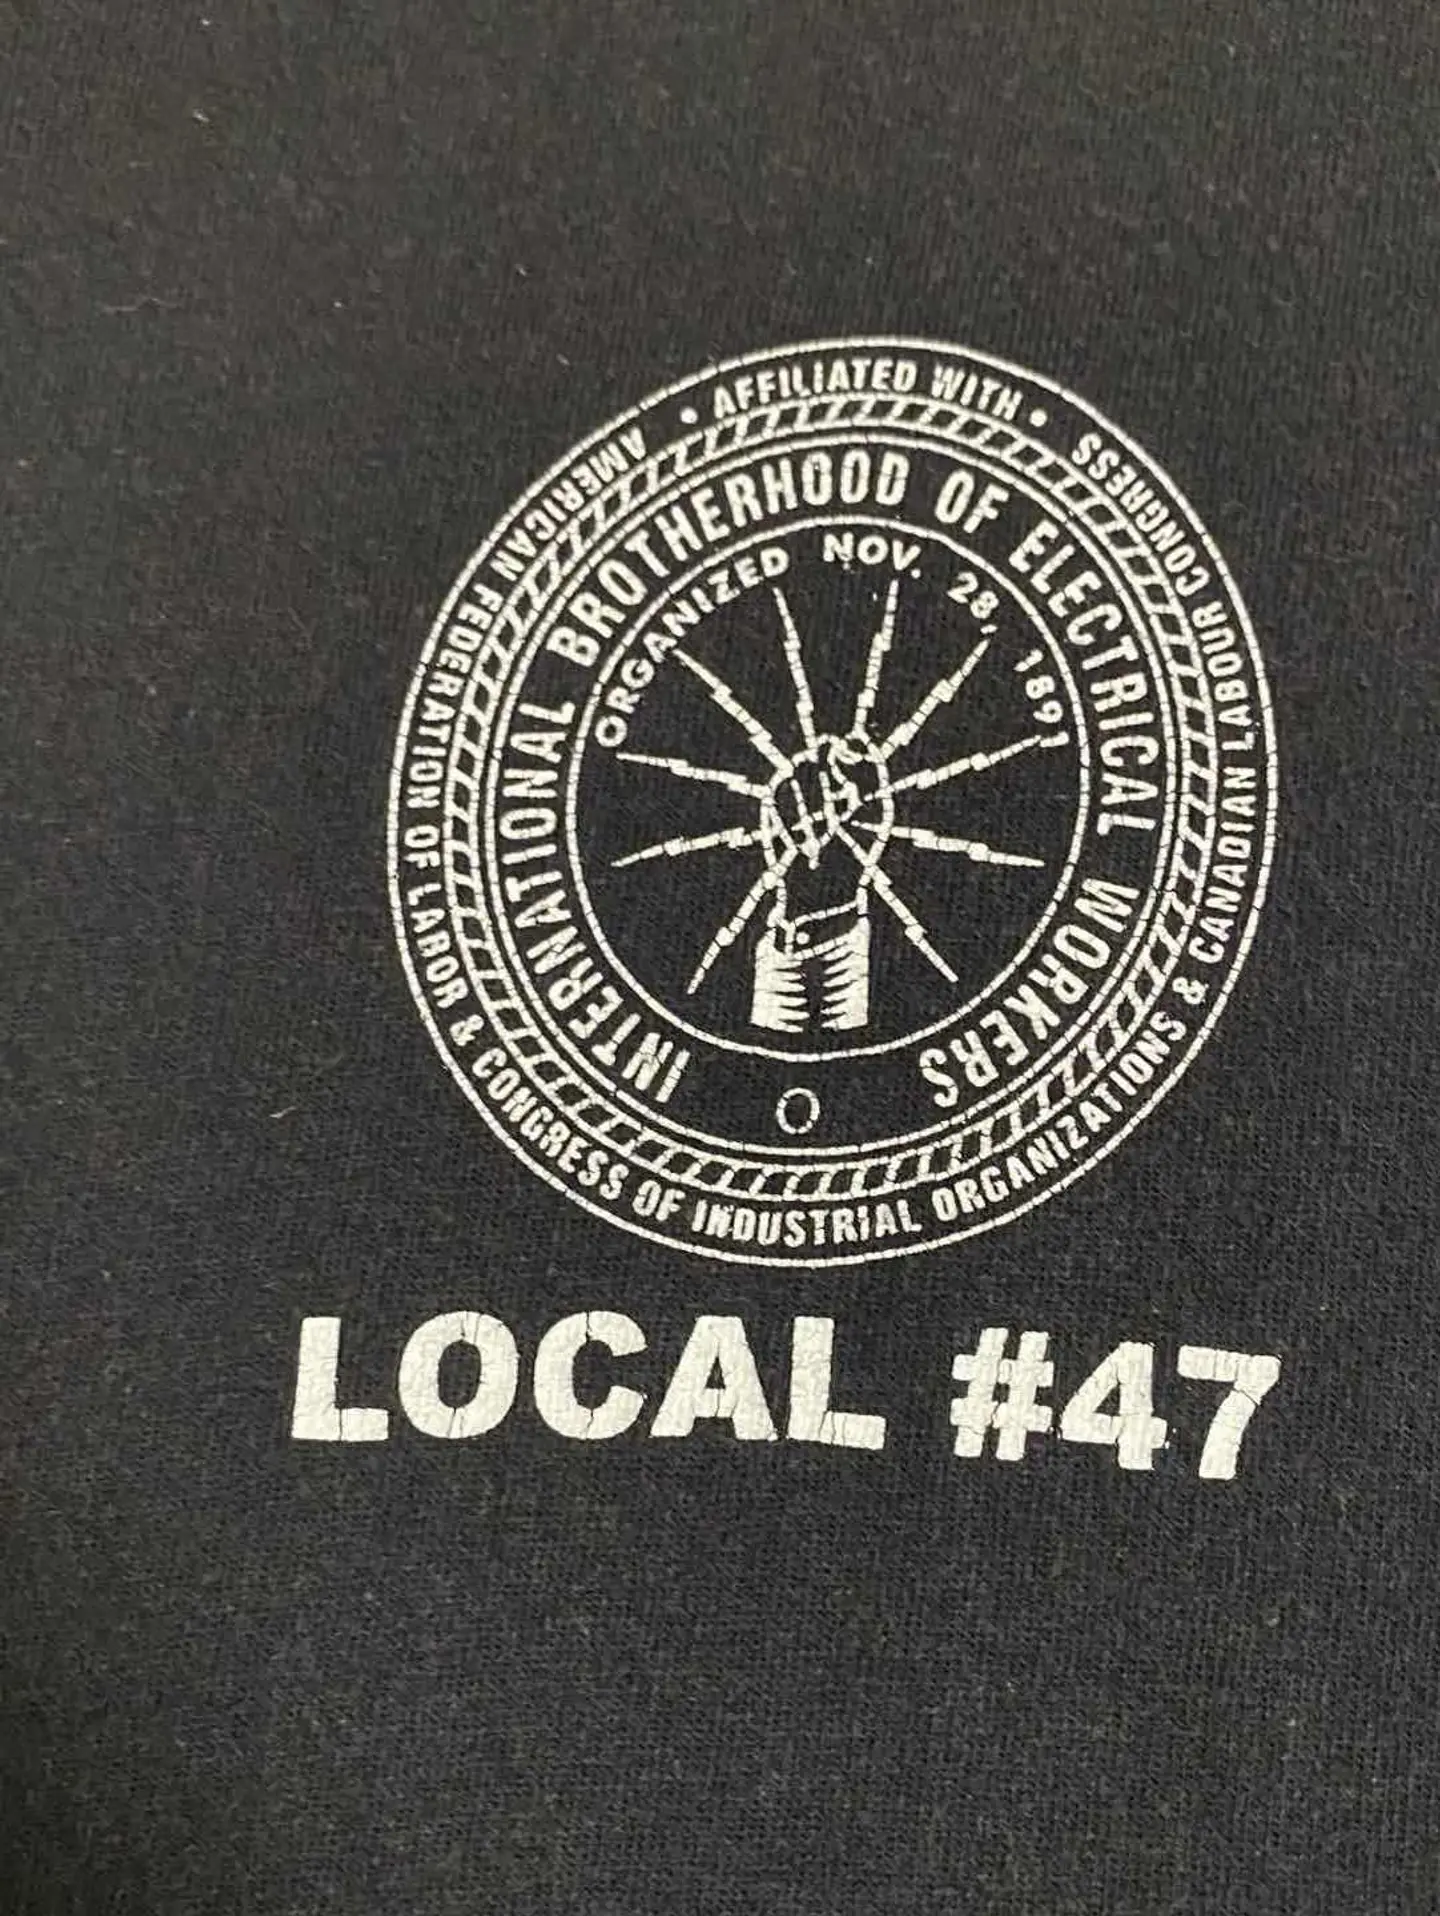 • AFFILIATED WITH •
AMERICAN FEDERATION OF LABOR & CONGRESS OF INDUSTRIAL ORGANIZATIONS & CANADIAN LABOUR CONGRESS
INTERNATIONAL BROTHERHOOD OF ELECTRICAL WORKERS
ORGANIZED NOV. 28, 1891
LOCAL #47